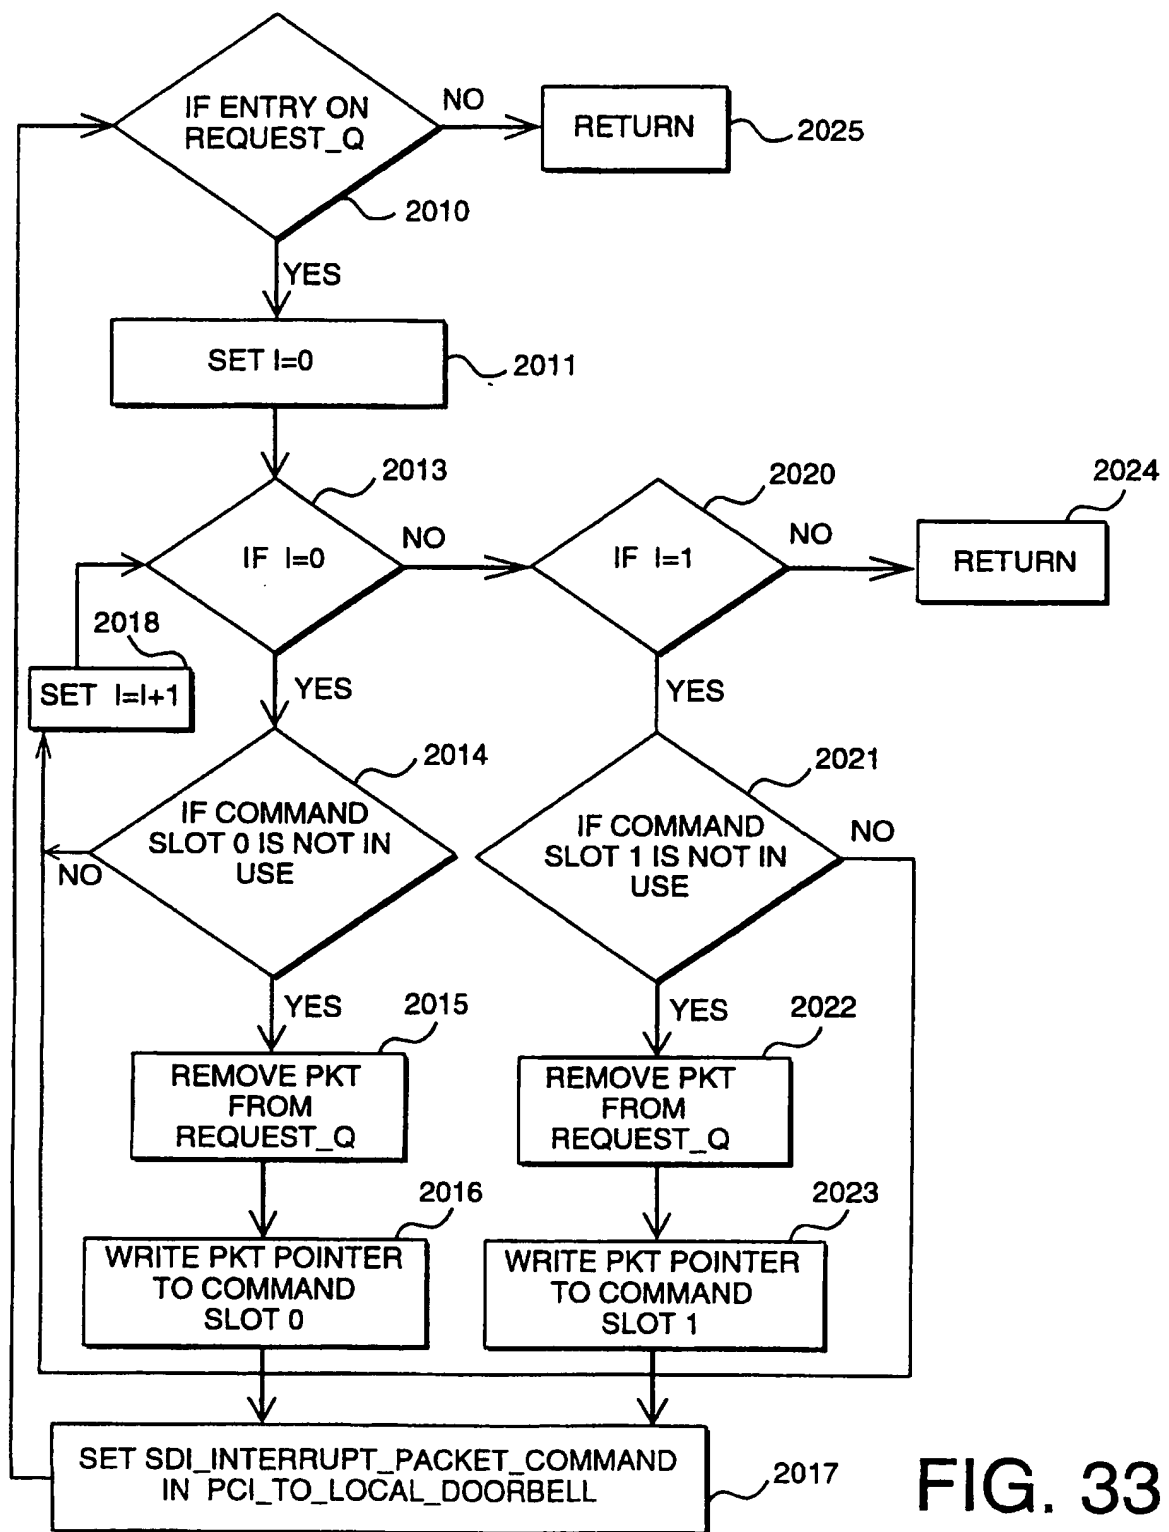 IF ENTRY ON
REQUEST_Q
NO
RETURN
2025
2010
YES
SET I=0
2011
2013
IF I=0
NO
2020
IF I=1
NO
2024
RETURN
2018
SET I=I+1
YES
YES
2014
IF COMMAND
SLOT 0 IS NOT IN
USE
NO
2021
IF COMMAND
SLOT 1 IS NOT IN
USE
NO
YES
2015
REMOVE PKT
FROM
REQUEST_Q
YES
2022
REMOVE PKT
FROM
REQUEST_Q
2016
WRITE PKT POINTER
TO COMMAND
SLOT 0
2023
WRITE PKT POINTER
TO COMMAND
SLOT 1
SET SDI_INTERRUPT_PACKET_COMMAND
IN PCI_TO_LOCAL_DOORBELL
2017
FIG. 33